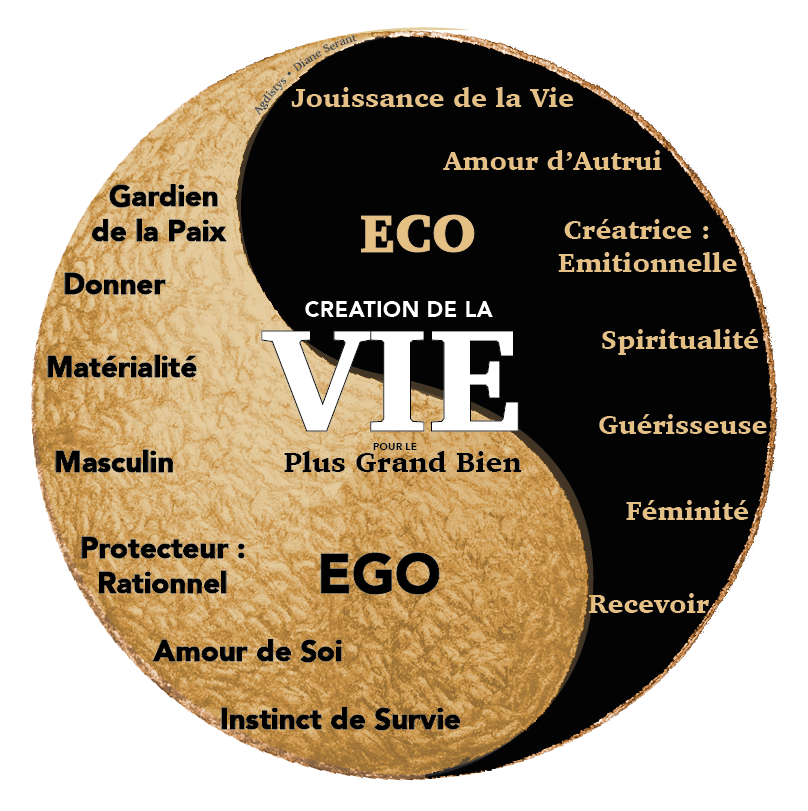 Agdistys • Diane Serant
Jouissance de la Vie
Amour d’Autrui
Gardien
de la Paix
ECO
Créatrice :
Emitionnelle
Donner
CREATION DE LA
VIE
Spiritualité
Matérialité
Guérisseuse
POUR LE
Plus Grand Bien
Masculin
Féminité
Protecteur :
Rationnel
EGO
Recevoir
Amour de Soi
Instinct de Survie